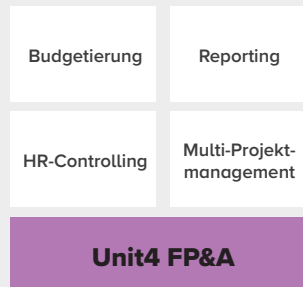 Budgetierung
Reporting
HR-Controlling
Multi-Projekt-
management
Unit4 FP&A